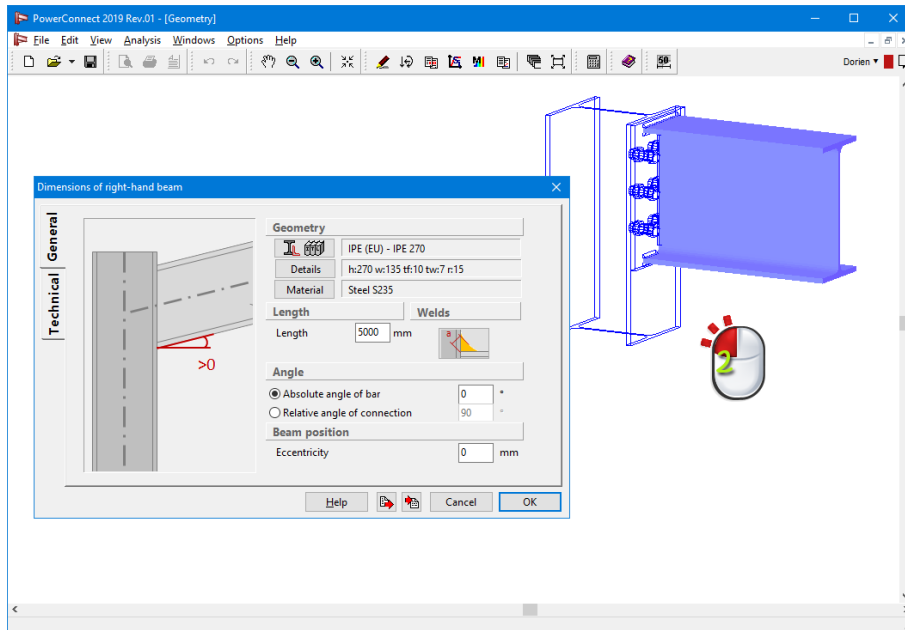 PowerConnect 2019 Rev.01 - [Geometry]
File Edit View Analysis Windows Options Help
50
Dorien
Dimensions of right-hand beam
General
Technical
>0
Geometry
IPE (EU) - IPE 270
Details h:270 w:135 tf:10 tw:7 r:15
Material Steel S235
Length Welds
Length 5000 mm
a
Angle
Absolute angle of bar 0 °
Relative angle of connection 90 °
Beam position
Eccentricity 0 mm
Help Cancel OK
2